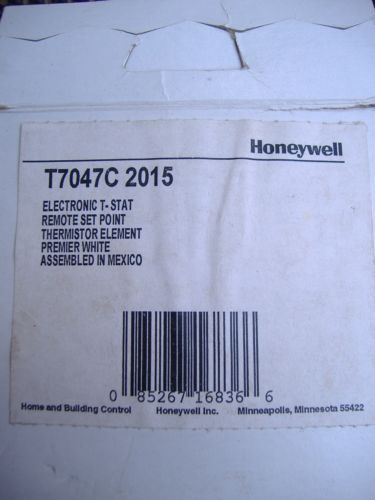 Honeywell
T7047C 2015
ELECTRONIC T- STAT
REMOTE SET POINT
THERMISTOR ELEMENT
PREMIER WHITE
ASSEMBLED IN MEXICO
0 85267 16836 6
Home and Building Control Honeywell Inc. Minneapolis, Minnesota 55422